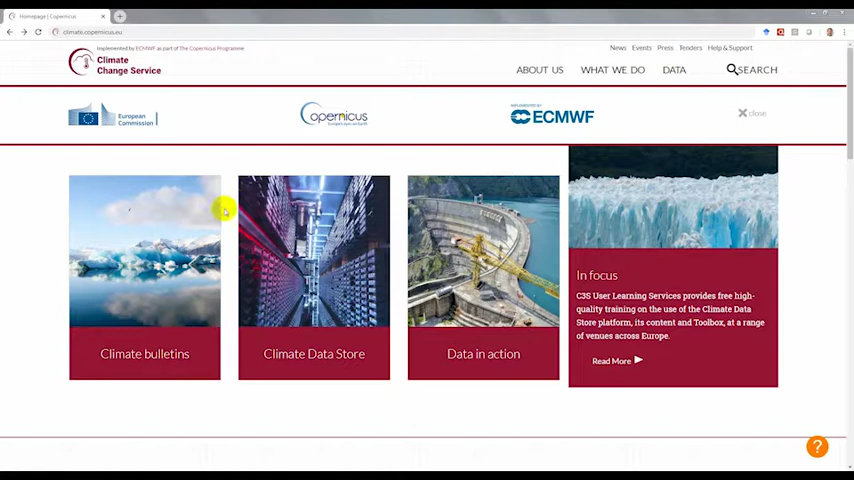 Homepage | Copernicus
climate.copernicus.eu
Implemented by ECMWF as part of The Copernicus Programme
Climate
Change Service
News Events Press Tenders Help & Support
ABOUT US WHAT WE DO DATA SEARCH
European
Commission
Copernicus
Europe's eyes on Earth
IMPLEMENTED BY
ECMWF
close
Climate bulletins
Climate Data Store
Data in action
In focus
C3S User Learning Services provides free high-
quality training on the use of the Climate Data
Store platform, its content and Toolbox, at a range
of venues across Europe.
Read More
?